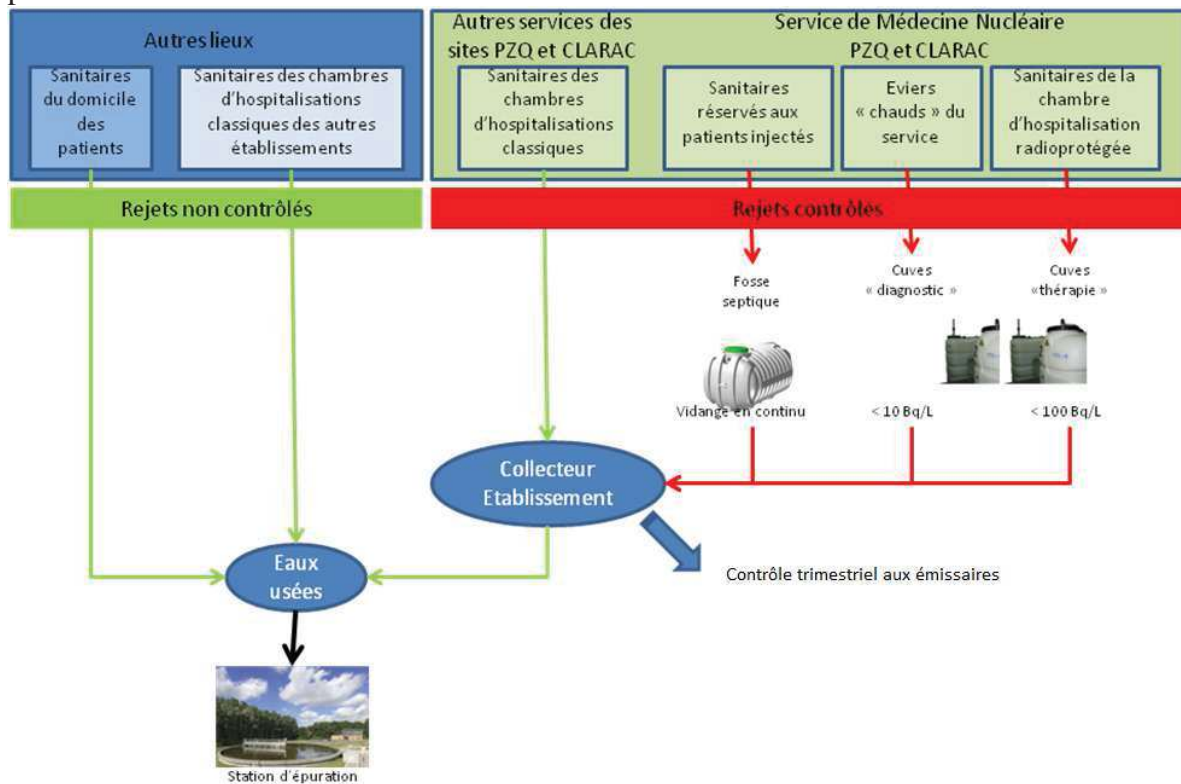 Autres lieux
Sanitaires
du domicile
des
patients
Sanitaires des chambres
d'hospitalisations
classiques des autres
établissements
Autres services des
sites PZQ et CLARAC
Sanitaires des
chambres
d'hospitalisations
classiques
Service de Médecine Nucléaire
PZQ et CLARAC
Sanitaires
réservés aux
patients injectés
Eviers
« chauds » du
service
Sanitaires de la
chambre
d'hospitalisation
radioprotégée
Rejets non contrôlés
Rejets contrôlés
Fosse
septique
Cuves
« diagnostic »
Cuves
«thérapie »
Vidange en continu
< 10 Bq/L
< 100 Bq/L
Collecteur
Etablissement
Contrôle trimestriel aux émissaires
Eaux
usées
Station d'épuration